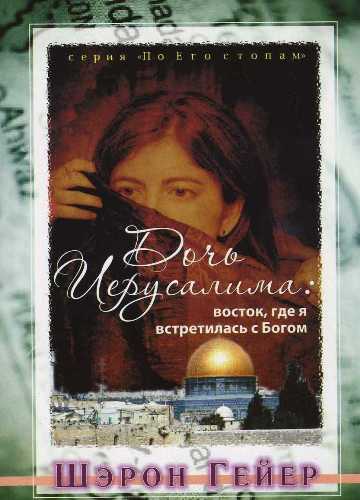 серия «По Его стопам»
Дочь
Иерусалима:
восток, где я
встретилась с Богом
ШЭРОН ГЕЙЕР